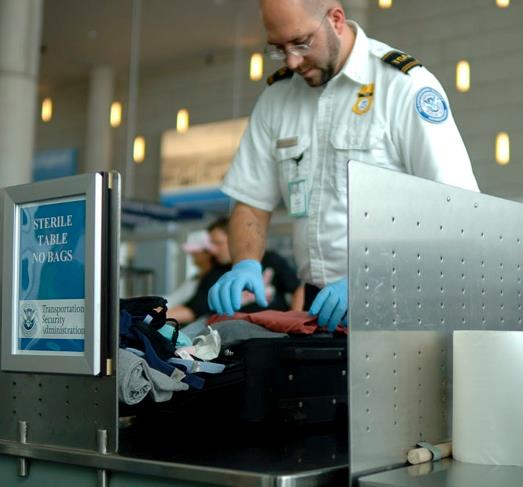 STERILE
TABLE
NO BAGS
Transportation
Security
Administration